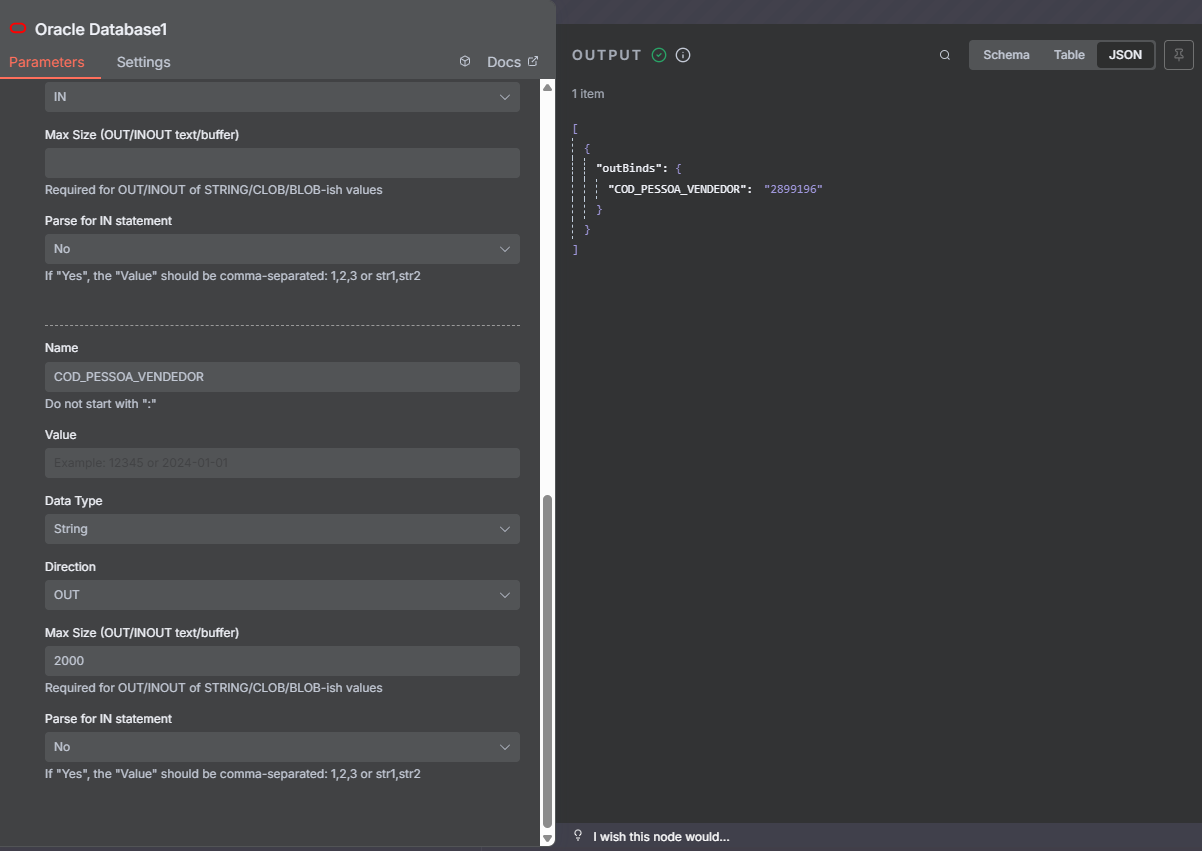 Oracle Database1
Parameters
Settings
Docs
IN
Max Size (OUT/INOUT text/buffer)
Required for OUT/INOUT of STRING/CLOB/BLOB-ish values
Parse for IN statement
No
If "Yes", the "Value" should be comma-separated: 1,2,3 or str1,str2
Name
COD_PESSOA_VENDEDOR
Do not start with ":"
Value
Example: 12345 or 2024-01-01
Data Type
String
Direction
OUT
Max Size (OUT/INOUT text/buffer)
2000
Required for OUT/INOUT of STRING/CLOB/BLOB-ish values
Parse for IN statement
No
If "Yes", the "Value" should be comma-separated: 1,2,3 or str1,str2
OUTPUT
Schema
Table
JSON
1 item
[
{
"outBinds": {
"COD_PESSOA_VENDEDOR": "2899196"
}
}
]
I wish this node would...